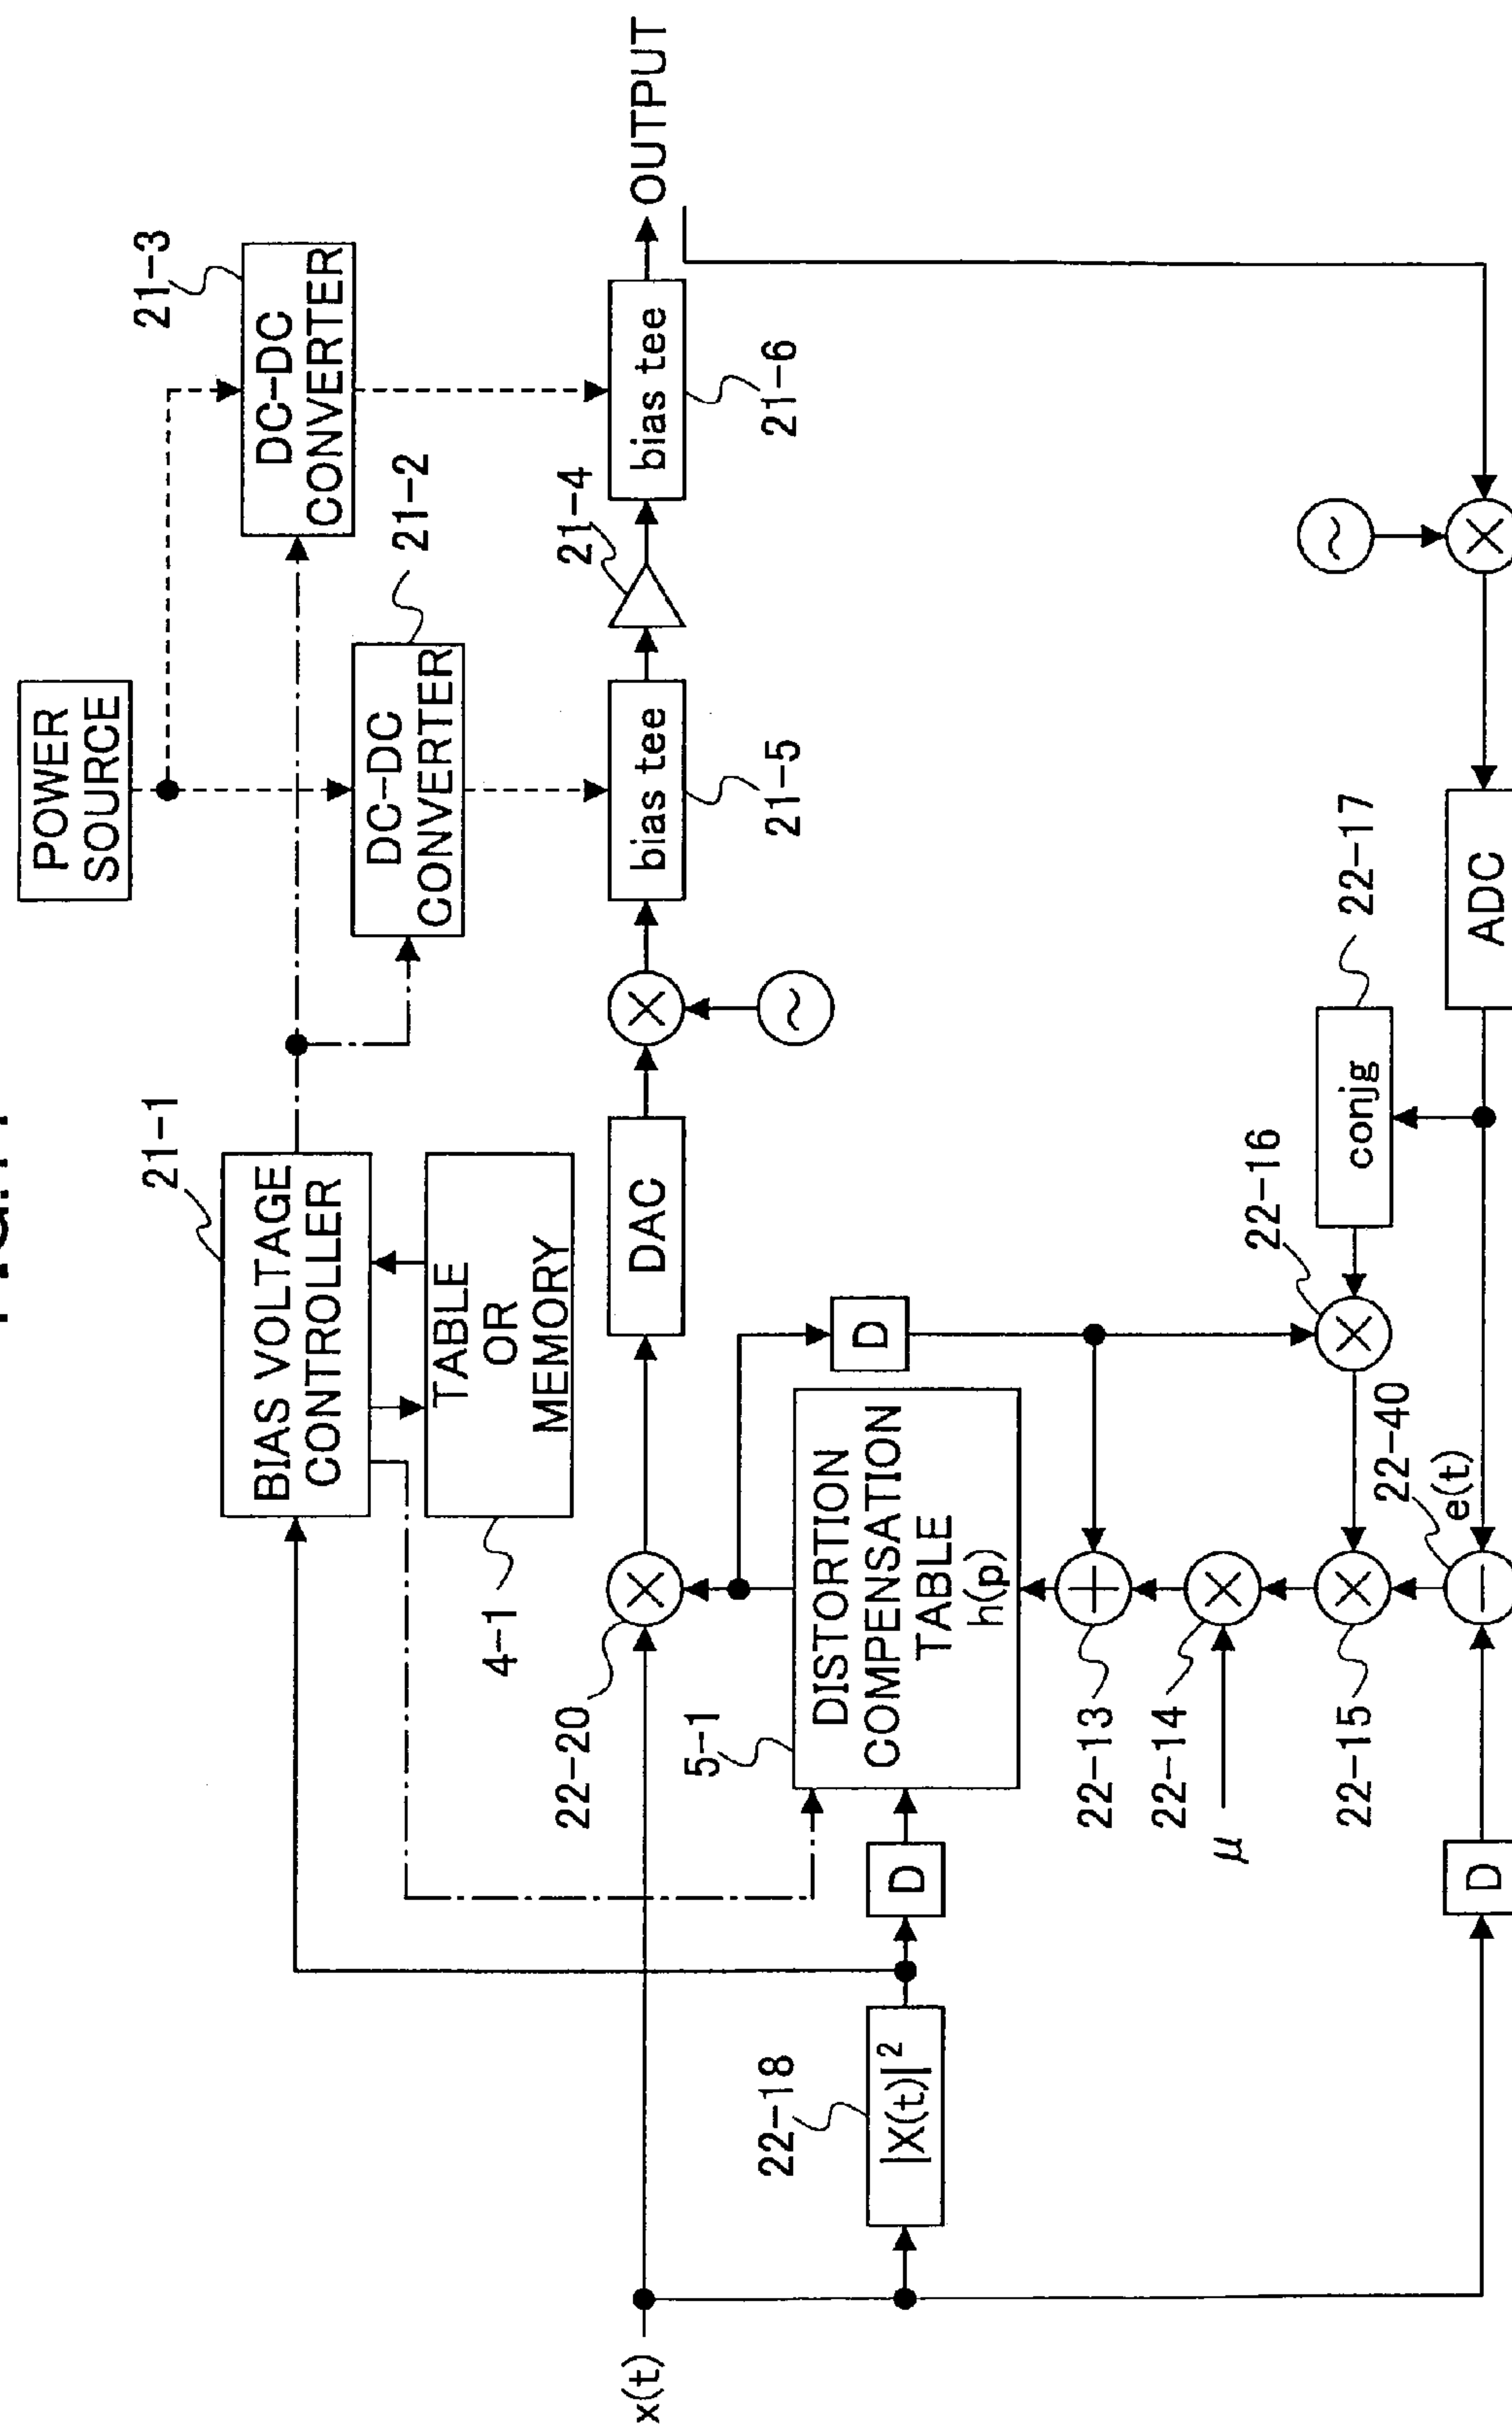 POWER
SOURCE
21-3
DC-DC
CONVERTER
21-1
BIAS VOLTAGE
CONTROLLER
21-2
DC-DC
CONVERTER
TABLE
OR
MEMORY
4-1
21-4
22-20
DAC
bias tee
bias tee
OUTPUT
x(t)
21-5
21-6
5-1
22-18
|X(t)|²
D
DISTORTION
COMPENSATION
TABLE
h(p)
D
22-13
22-14
μ
22-15
22-16
22-17
conjg
22-40
e(t)
D
ADC